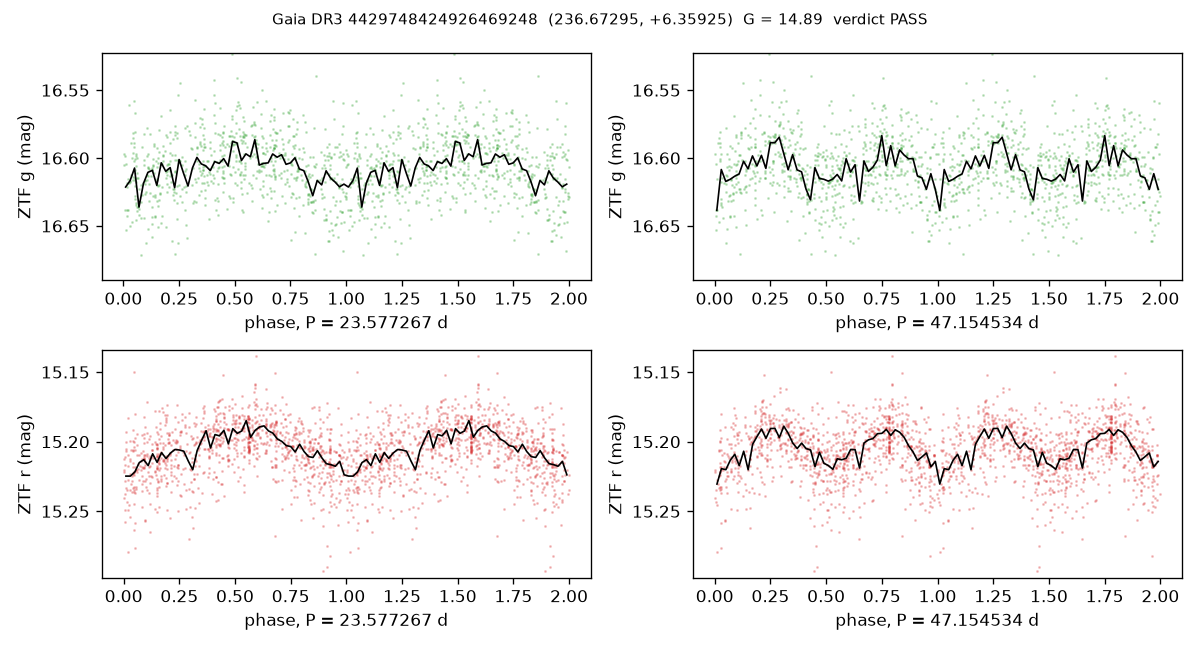 Gaia DR3 4429748424926469248  (236.67295, +6.35925)  G = 14.89  verdict PASS
ZTF g (mag)
16.55
16.60
16.65
0.00 0.25 0.50 0.75 1.00 1.25 1.50 1.75 2.00
phase, P = 23.577267 d
ZTF g (mag)
16.55
16.60
16.65
0.00 0.25 0.50 0.75 1.00 1.25 1.50 1.75 2.00
phase, P = 47.154534 d
ZTF r (mag)
15.15
15.20
15.25
0.00 0.25 0.50 0.75 1.00 1.25 1.50 1.75 2.00
phase, P = 23.577267 d
ZTF r (mag)
15.15
15.20
15.25
0.00 0.25 0.50 0.75 1.00 1.25 1.50 1.75 2.00
phase, P = 47.154534 d